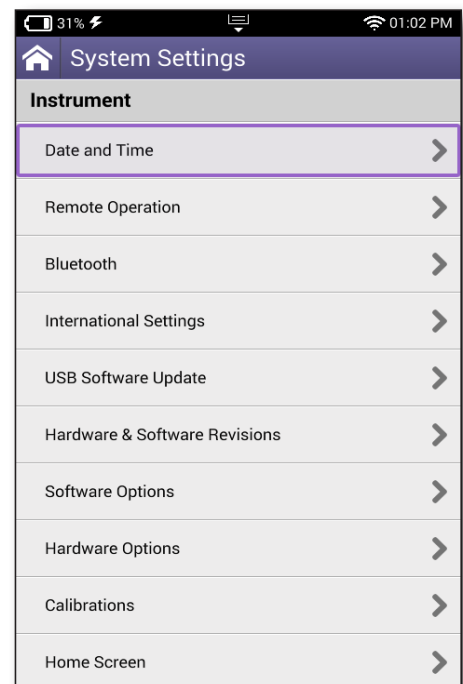 31% 01:02 PM
System Settings
Instrument
Date and Time
Remote Operation
Bluetooth
International Settings
USB Software Update
Hardware & Software Revisions
Software Options
Hardware Options
Calibrations
Home Screen